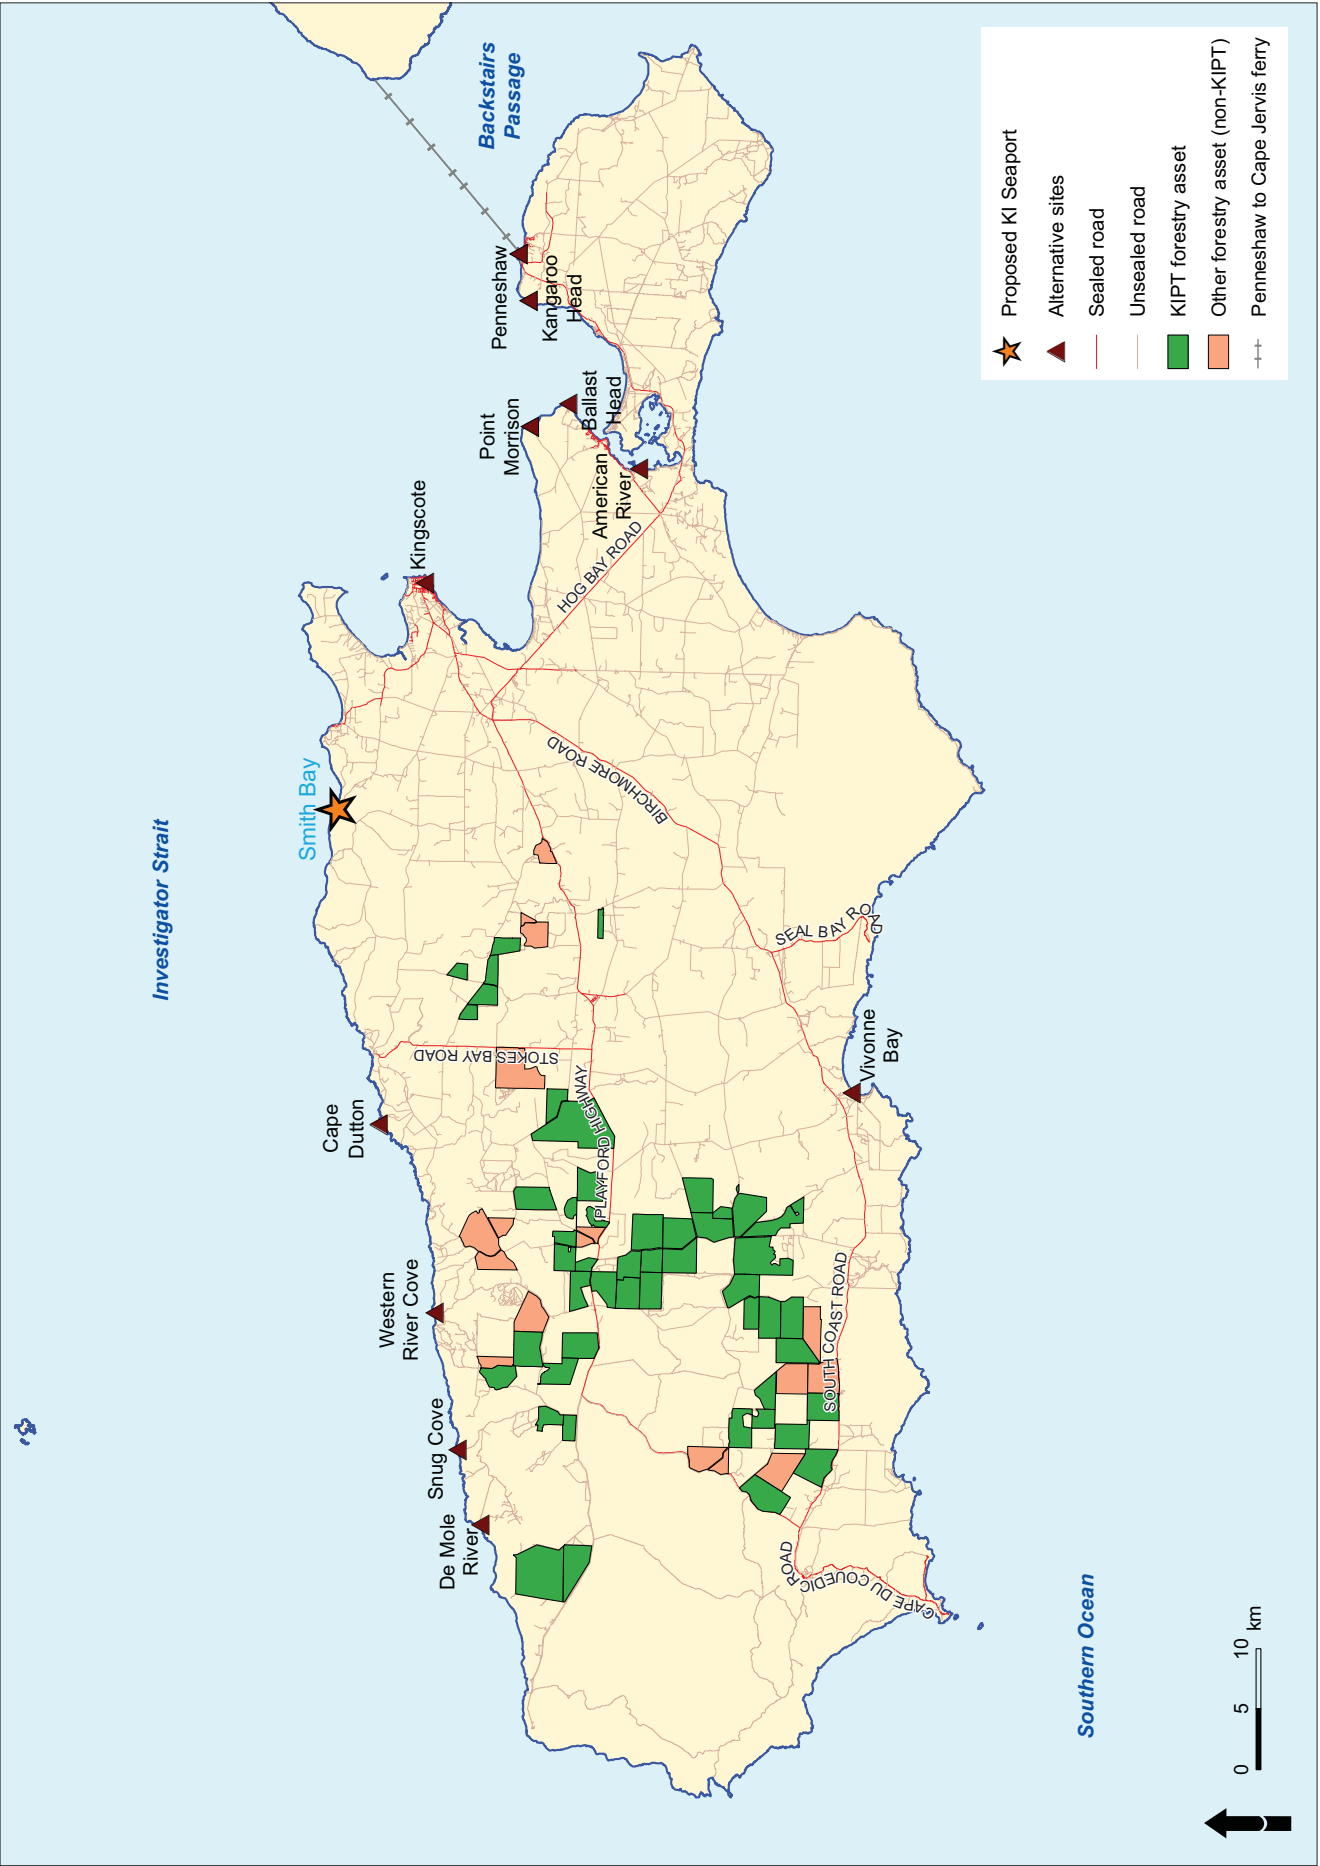 Investigator Strait
Backstairs
Passage
Smith Bay
Kingscote
Point
Morrison
Penneshaw
Kangaroo
Head
Ballast
Head
American
River
HOG BAY ROAD
BIRCHMORE ROAD
SEAL BAY ROAD
STOKES BAY ROAD
PLAYFORD HIGHWAY
Cape
Dutton
Western
River Cove
Snug Cove
De Mole
River
Vivonne
Bay
SOUTH COAST ROAD
CAPE DU COUEDIC ROAD
Southern Ocean
0 5 10 km
Proposed KI Seaport
Alternative sites
Sealed road
Unsealed road
KIPT forestry asset
Other forestry asset (non-KIPT)
Penneshaw to Cape Jervis ferry